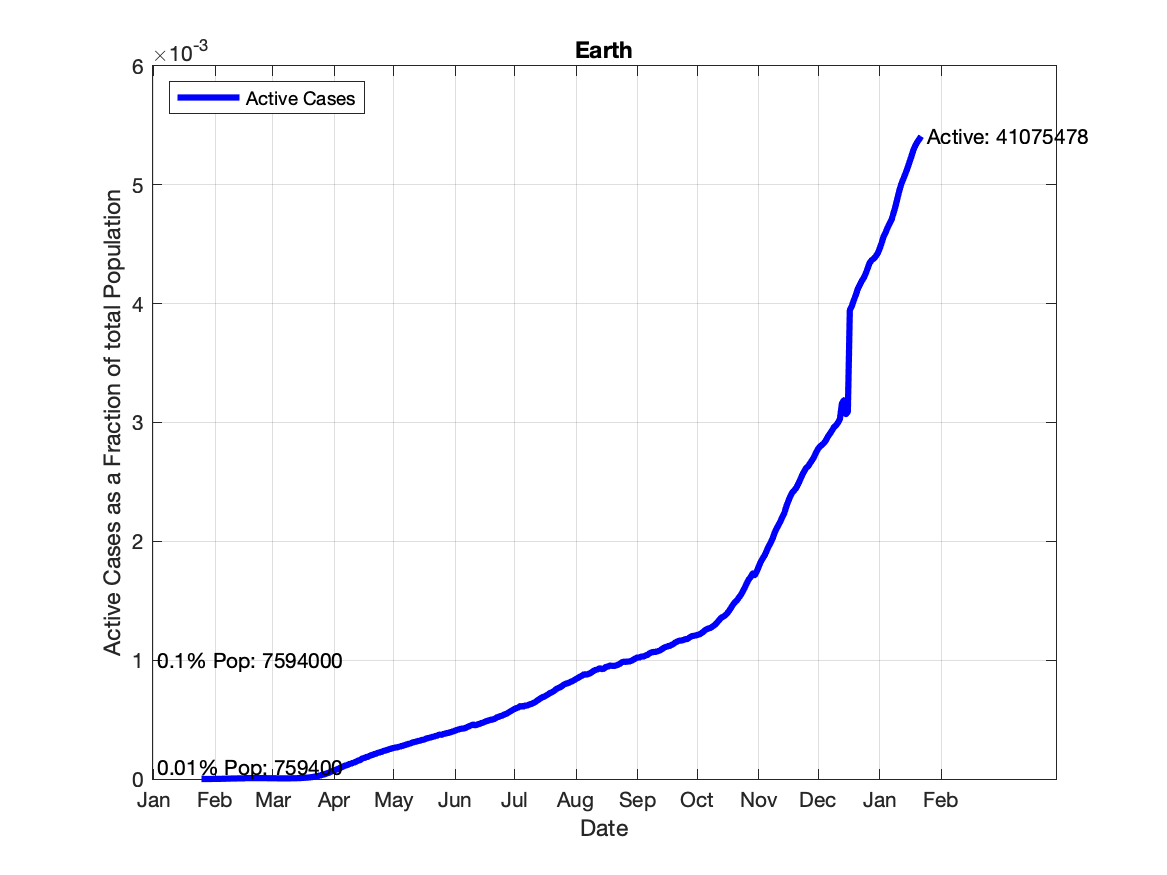 Earth
×10-3
Active Cases
6
5
4
3
2
1
0
Active Cases as a Fraction of total Population
Active: 41075478
0.1% Pop: 7594000
0.01% Pop: 759400
Jan Feb Mar Apr May Jun Jul Aug Sep Oct Nov Dec Jan Feb
Date